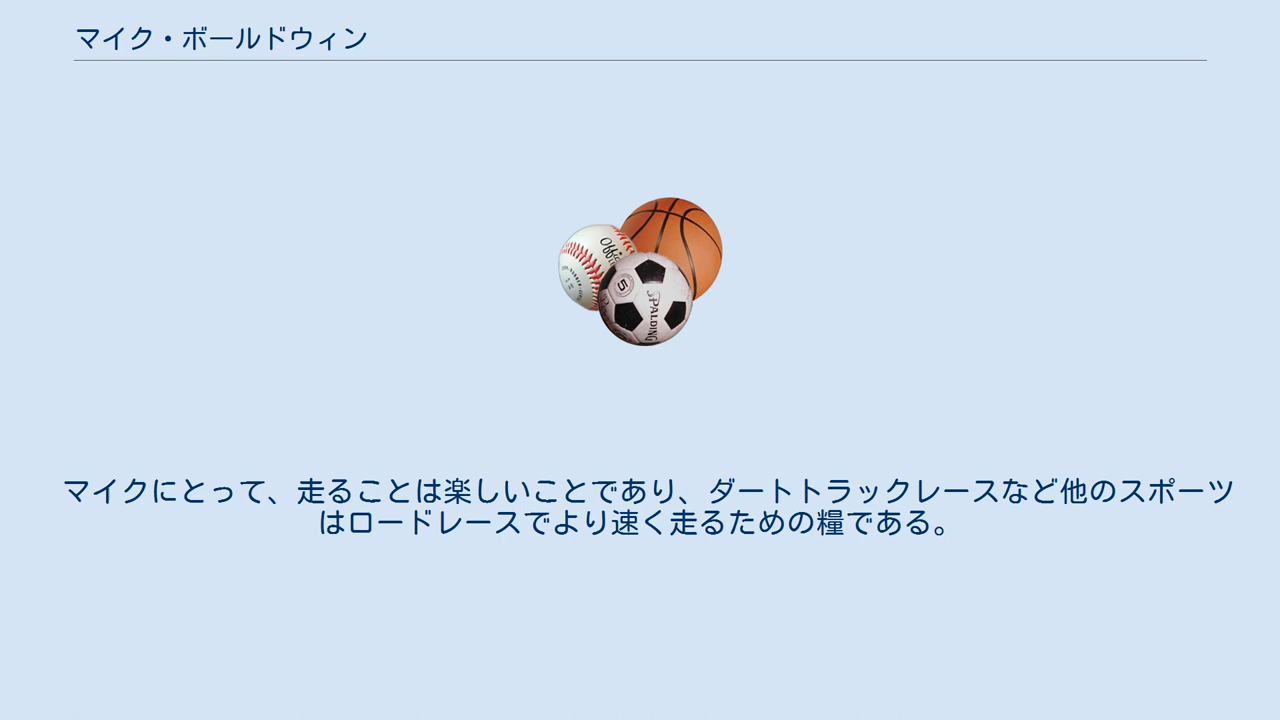 マイク・ボールドウィン
Offic
5
SPALDING
マイクにとって、走ることは楽しいことであり、ダートトラックレースなど他のスポーツ
はロードレースでより速く走るための糧である。